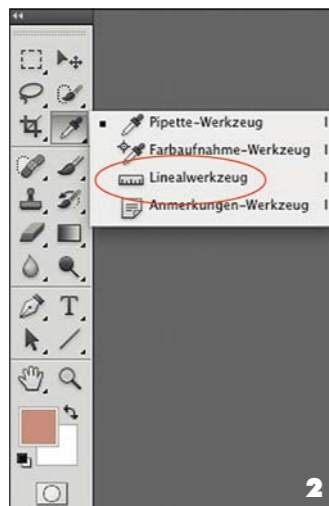 Pipette-Werkzeug I
Farbaufnahme-Werkzeug I
Linealwerkzeug I
Anmerkungen-Werkzeug I
T
2